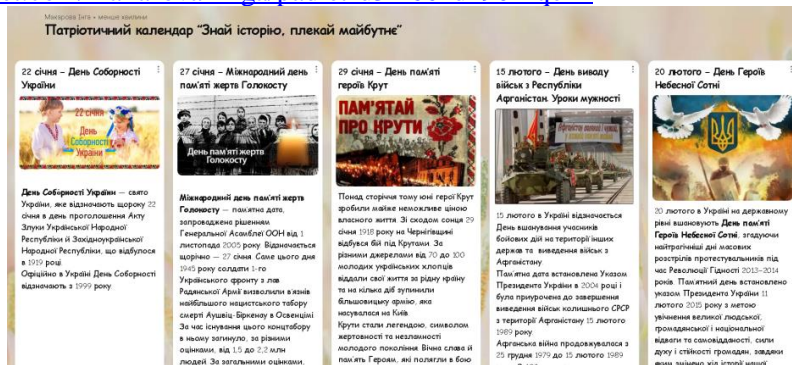 Макарова Інга • менше хвилини
Патріотичний календар "Знай історію, плекай майбутнє"
22 січня – День Соборності
України
22 січня
День
Соборності
України
День Соборності України — свято
України, яке відзначають щороку 22
січня в день проголошення Акту
Злуки Української Народної
Республіки й Західноукраїнської
Народної Республіки, що відбулося
в 1919 році
Офіційно в Україні День Соборності
відзначають з 1999 року.
27 січня – Міжнародний день
пам'яті жертв Голокосту
День пам'яті жертв
Голокосту
Міжнародний день пам'яті жертв
Голокосту — пам'ятна дата,
запроваджена рішенням
Генеральної Асамблеї ООН від 1
листопада 2005 року. Відзначається
щорічно — 27 січня. Саме цього дня
1945 року солдати 1-го
Українського фронту з лав
Радянської Армії визволили в'язнів
найбільшого нацистського табору
смерті Аушвіц-Біркенау в Освенцімі.
За час існування цього концтабору
в ньому загинуло, за різними
оцінками, від 1,5 до 2,2 млн
людей. За загальними оцінками,
29 січня – День пам'яті
героїв Крут
ПАМ'ЯТАЙ
ПРО КРУТИ
Понад сторіччя тому юні герої Крут
зробили майже неможливе ціною
власного життя. Зі сходом сонця 29
січня 1918 року на Чернігівщині
відбувся бій під Крутами. За
різними джерелами від 70 до 100
молодих українських хлопців
віддали свої життя за рідну країну
та на кілька діб зупинили
більшовицьку армію, яка
насувалася на Київ
Крути стали легендою, символом
жертовності та незламності
молодого покоління. Вічна слава й
пам'ять Героям, які полягли в бою
15 лютого – День виводу
військ з Республіки
Афганістан. Уроки мужності
15 лютого в Україні відзначається
День вшанування учасників
бойових дій на території інших
держав та виведення військ з
Афганістану
Пам'ятна дата встановлена Указом
Президента України в 2004 році і
була приурочена до завершення
виведення військ колишнього СРСР
з території Афганістану 15 лютого
1989 року.
Афганська війна продовжувалася з
25 грудня 1979 до 15 лютого 1989
20 лютого – День Героїв
Небесної Сотні
20 лютого в Україні на державному
рівні вшановують День пам'яті
Героїв Небесної Сотні, згадуючи
найтрагічніші дні масових
розстрілів протестувальників під
час Революції Гідності 2013–2014
років. Пам'ятний день встановлено
указом Президента України 11
лютого 2015 року з метою
увічнення великої людської,
громадянської і національної
відваги та самовідданості, сили
духу і стійкості громадян, завдяки
яким змінено хід історії нашої